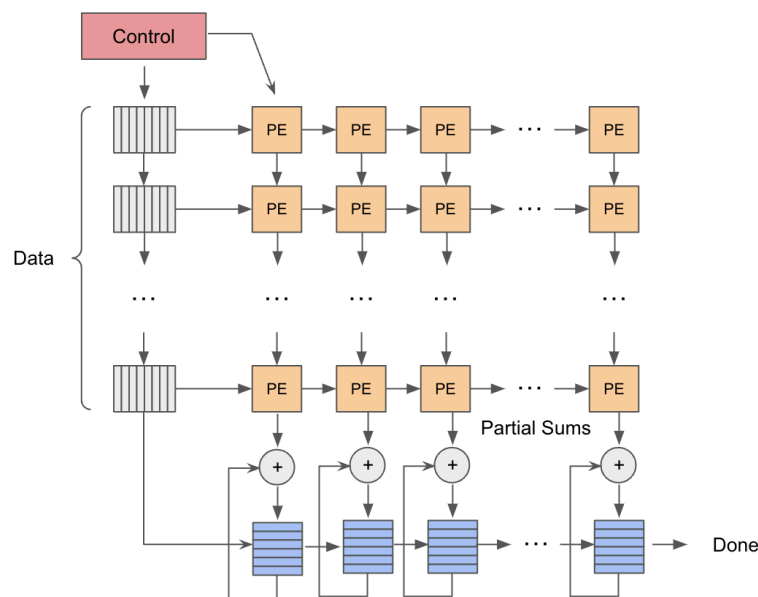 Control
PE PE PE ... PE
PE PE PE ... PE
Data
... ... ... ... ...
PE PE PE ... PE
Partial Sums
+ + + +
... Done